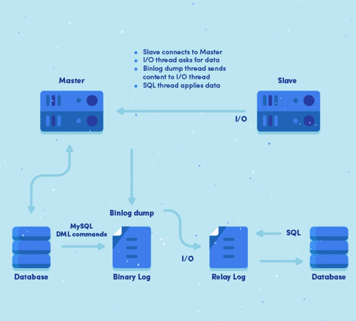 Slave connects to Master
I/O thread asks for data
Binlog dump thread sends
content to I/O thread
SQL thread applies data
Master
Slave
I/O
Binlog dump
MySQL
DML commands
I/O
SQL
Database
Binary Log
Relay Log
Database